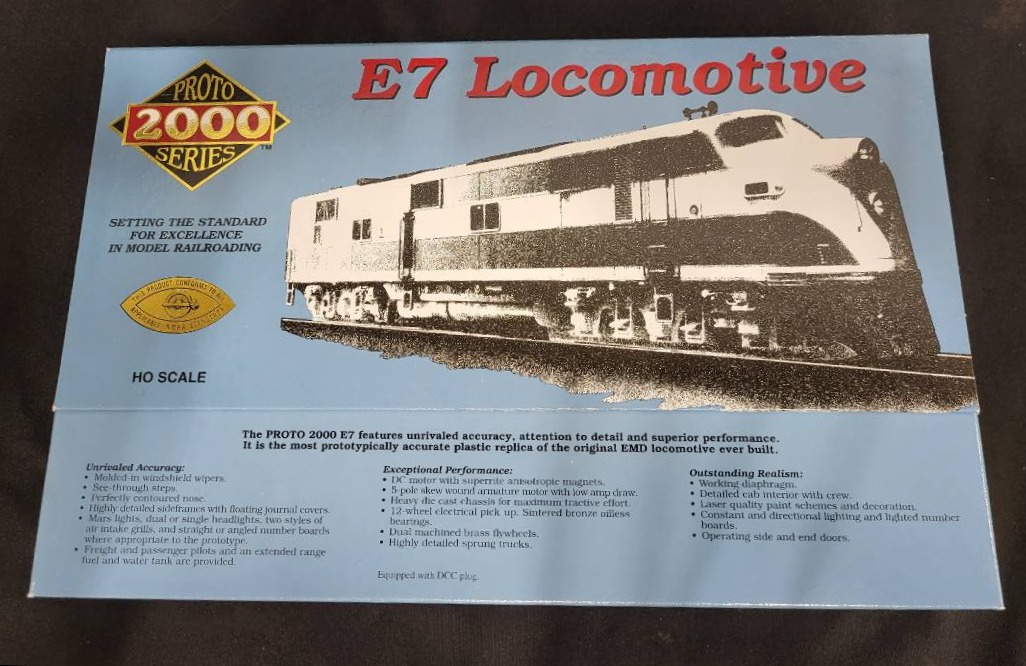 E7 Locomotive
PROTO
2000
SERIES
TM
SETTING THE STANDARD
FOR EXCELLENCE
IN MODEL RAILROADING
THIS PRODUCT CONFORMS TO ALL
APPLICABLE NMRA STANDARDS
HO SCALE
The PROTO 2000 E7 features unrivaled accuracy, attention to detail and superior performance.
It is the most prototypically accurate plastic replica of the original EMD locomotive ever built.
Unrivaled Accuracy:
• Molded-in windshield wipers.
• See-through steps.
• Perfectly contoured nose.
• Highly detailed sideframes with floating journal covers.
• Mars lights, dual or single headlights, two styles of
air intake grills, and straight or angled number boards
where appropriate to the prototype.
• Freight and passenger pilots and an extended range
fuel and water tank are provided.
Exceptional Performance:
• DC motor with superrite anisotropic magnets.
• 5-pole skew wound armature motor with low amp draw.
• Heavy die cast chassis for maximum tractive effort.
• 12-wheel electrical pick up. Sintered bronze oilless
bearings.
• Dual machined brass flywheels.
• Highly detailed sprung trucks.
Equipped with DCC plug.
Outstanding Realism:
• Working diaphragm.
• Detailed cab interior with crew.
• Laser quality paint schemes and decoration.
• Constant and directional lighting and lighted number
boards.
• Operating side and end doors.